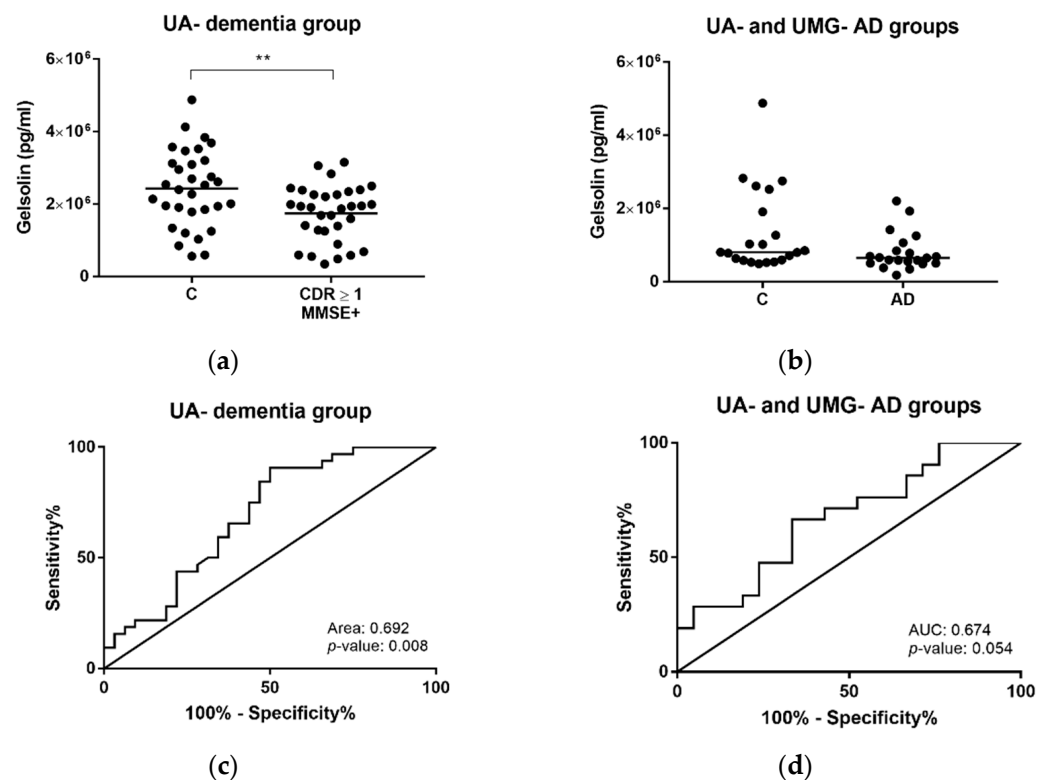 UA- dementia group
**
Gelsolin (pg/ml)
6×10⁶
4×10⁶
2×10⁶
0
C
CDR ≥ 1
MMSE+
(a)
UA- and UMG- AD groups
Gelsolin (pg/ml)
6×10⁶
4×10⁶
2×10⁶
0
C
AD
(b)
UA- dementia group
Sensitivity%
100
50
0
0
50
100
Area: 0.692
p-value: 0.008
100% - Specificity%
(c)
UA- and UMG- AD groups
Sensitivity%
100
50
0
0
50
100
AUC: 0.674
p-value: 0.054
100% - Specificity%
(d)